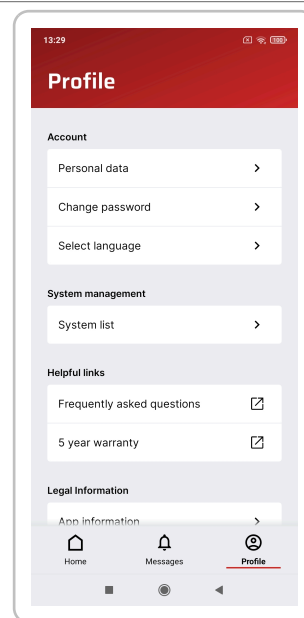 13:29
100
Profile
Account
Personal data
Change password
Select language
System management
System list
Helpful links
Frequently asked questions
5 year warranty
Legal Information
App information
Home Messages Profile